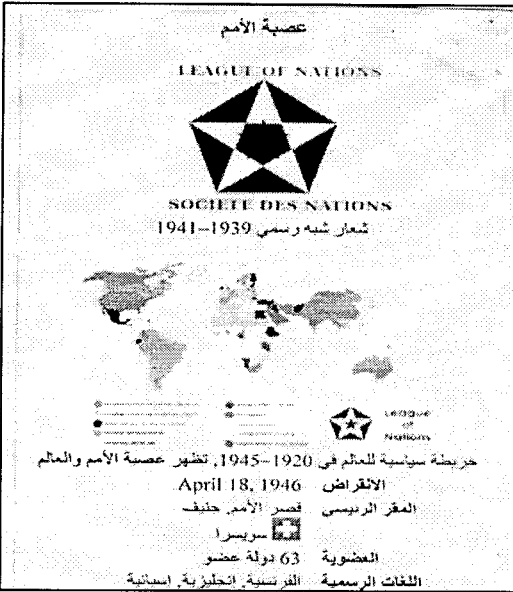 عصبة الأمم
LEAGUE OF NATIONS
SOCIETE DES NATIONS
شعار شبه رسمي 1939–1941
League
of
Nations
خريطة سياسية للعالم في 1920–1945, تظهر عصبة الأمم والعالم
الانقراض April 18, 1946
المقر الرئيسي قصر الأمم, جنيف
سويسرا
العضوية 63 دولة عضو
اللغات الرسمية الفرنسية, إنجليزية, إسبانية